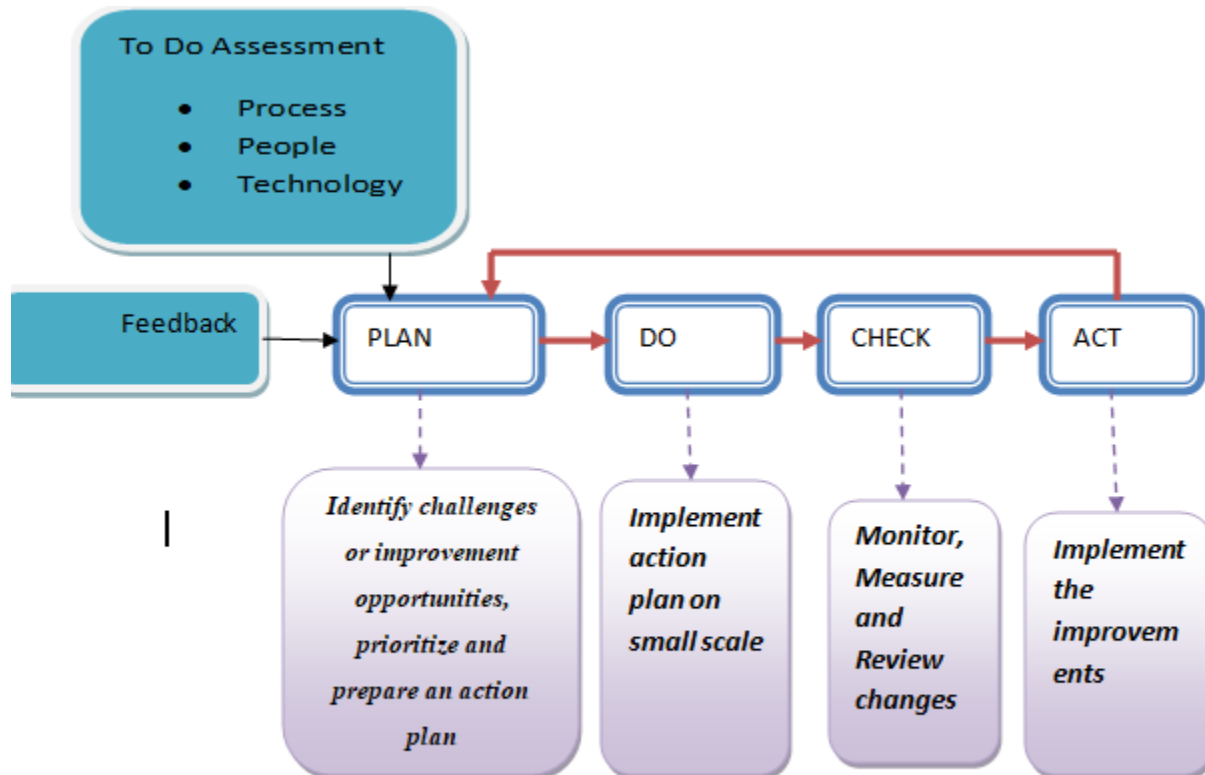 To Do Assessment
• Process
• People
• Technology
Feedback
PLAN
DO
CHECK
ACT
Identify challenges
or improvement
opportunities,
prioritize and
prepare an action
plan
Implement
action
plan on
small scale
Monitor,
Measure
and
Review
changes
Implement
the
improvem
ents